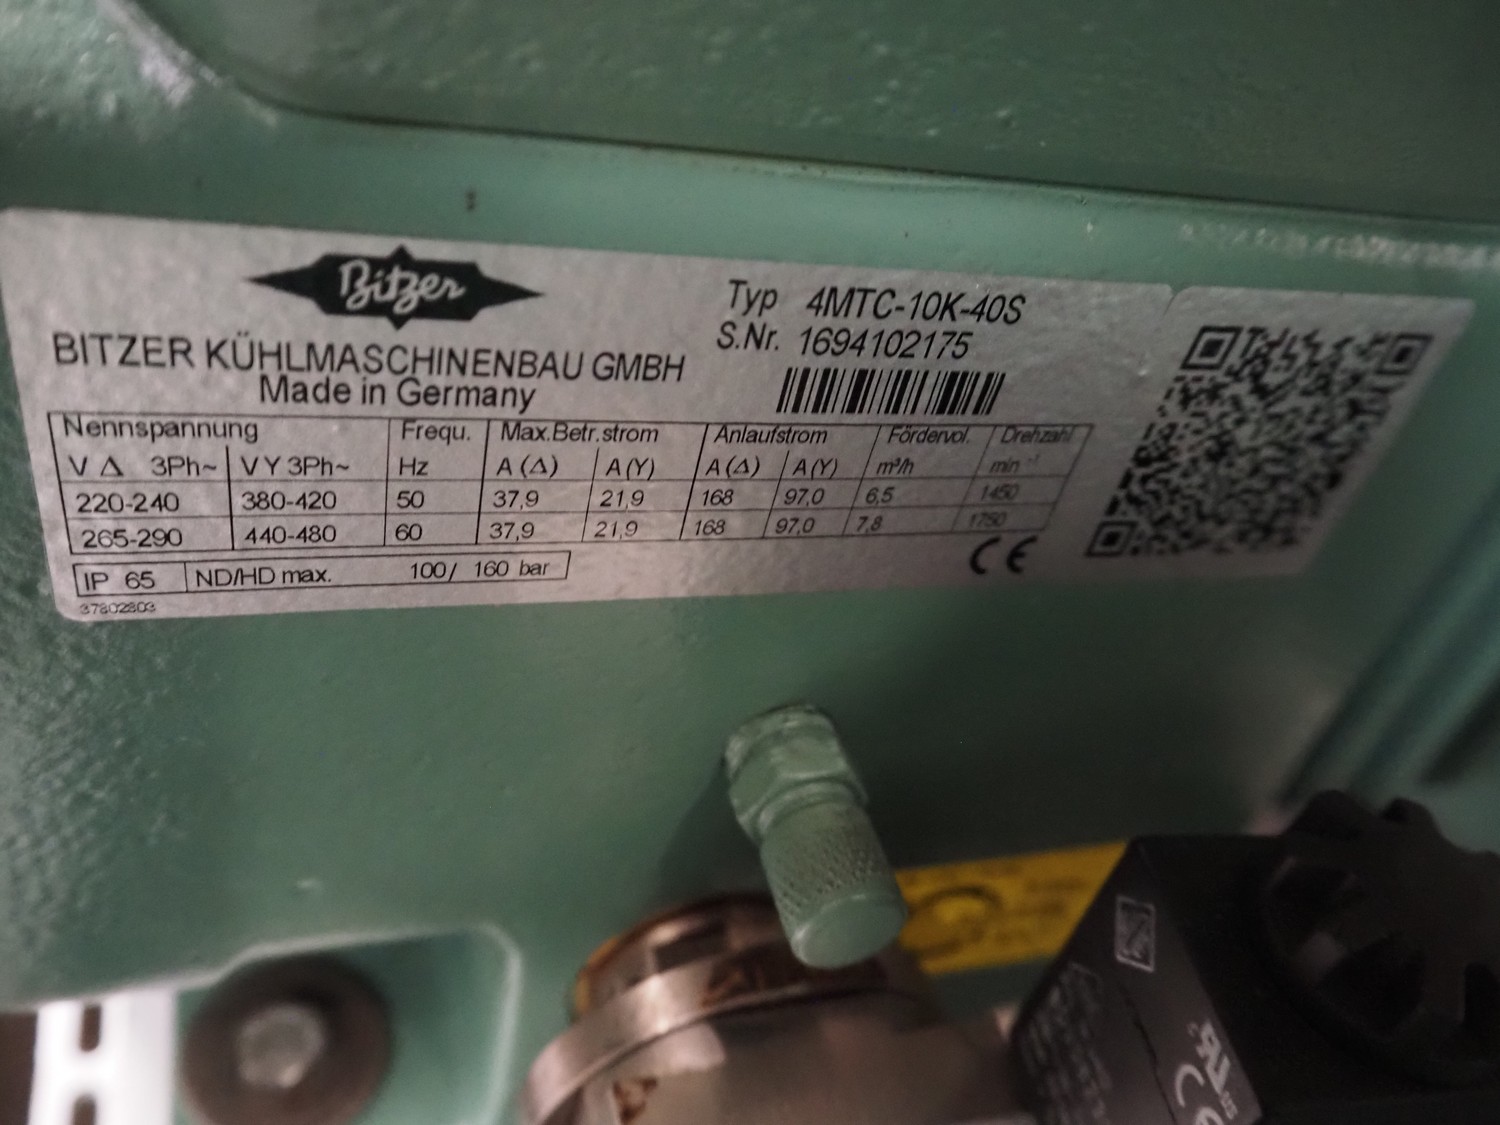 Bitzer
BITZER KÜHLMASCHINENBAU GMBH
Made in Germany
Typ 4MTC-10K-40S
S.Nr. 1694102175
Nennspannung Frequ. Max.Betr.strom Anlaufstrom Fördervol. Drehzahl
V Δ 3Ph~ V Y 3Ph~ Hz A (Δ) A (Y) A (Δ) A (Y) m³/h min⁻¹
220-240 380-420 50 37,9 21,9 168 97,0 6,5 1450
265-290 440-480 60 37,9 21,9 168 97,0 7,8 1750
IP 65 ND/HD max. 100/ 160 bar
CE
37802803